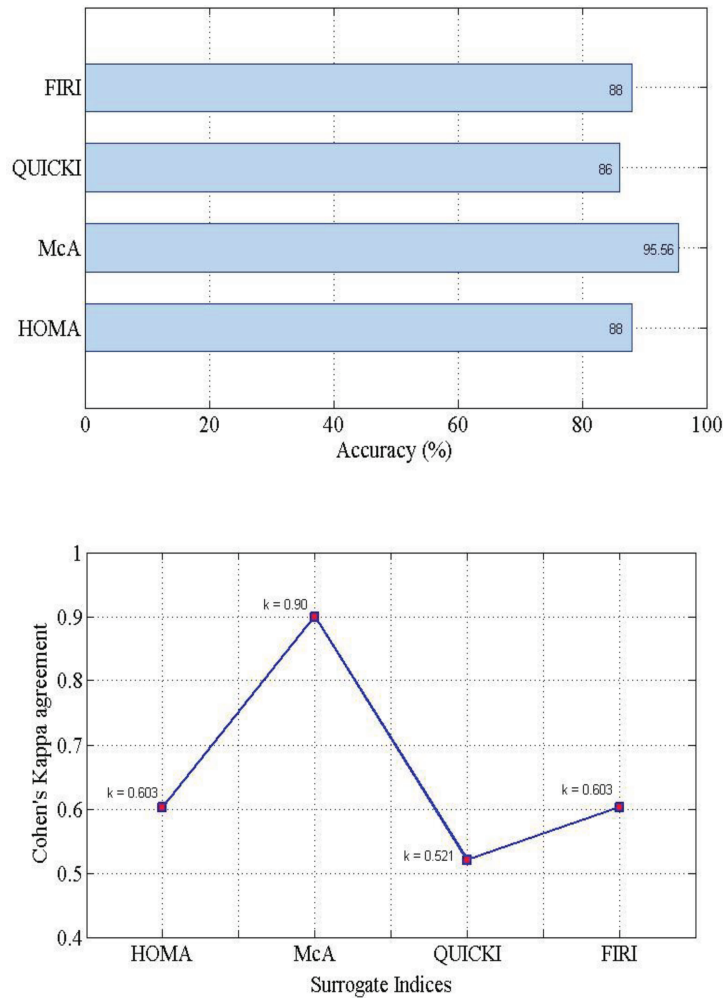 FIRI
88
QUICKI
86
McA
95.56
HOMA
88
0 20 40 60 80 100
Accuracy (%)
1
k = 0.90
0.9
0.8
0.7
k = 0.603
k = 0.603
0.6
k = 0.521
0.5
0.4
Cohen's Kappa agreement
HOMA McA QUICKI FIRI
Surrogate Indices